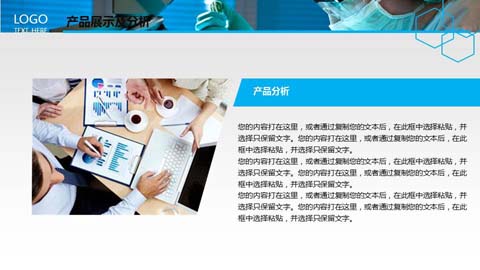 LOGO
TEXT HERE
产品展示及分析
产品分析
您的内容打在这里，或者通过复制您的文本后，在此框中选择粘贴，并
选择只保留文字。您的内容打在这里，或者通过复制您的文本后，在此
框中选择粘贴，并选择只保留文字。
您的内容打在这里，或者通过复制您的文本后，在此框中选择粘贴，并
选择只保留文字。您的内容打在这里，或者通过复制您的文本后，在此
框中选择粘贴，并选择只保留文字。
您的内容打在这里，或者通过复制您的文本后，在此框中选择粘贴，并
选择只保留文字。您的内容打在这里，或者通过复制您的文本后，在此
框中选择粘贴，并选择只保留文字。